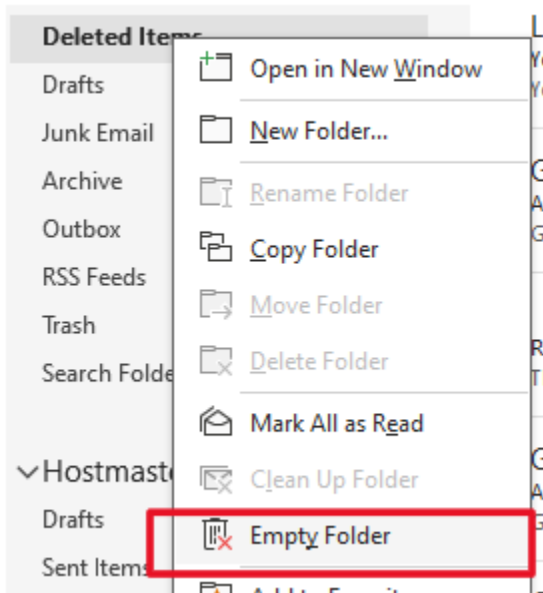 Deleted Items
Drafts
Junk Email
Archive
Outbox
RSS Feeds
Trash
Search Folde
Hostmaste
Drafts
Sent Items
Open in New Window
New Folder...
Rename Folder
Copy Folder
Move Folder
Delete Folder
Mark All as Read
Clean Up Folder
Empty Folder